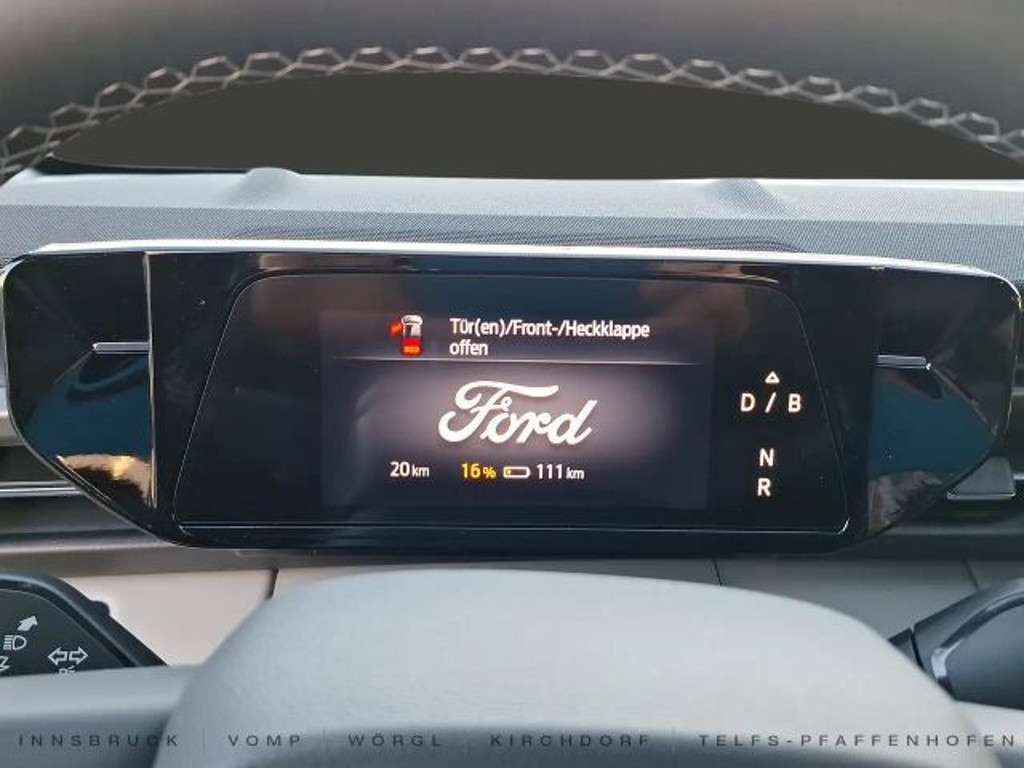 Tür(en)/Front-/Heckklappe
offen
Ford
D / B
20 km 16 % 111 km
N
R
INNSBRUCK | VOMP | WÖRGL | KIRCHDORF | TELFS-PFAFFENHOFEN